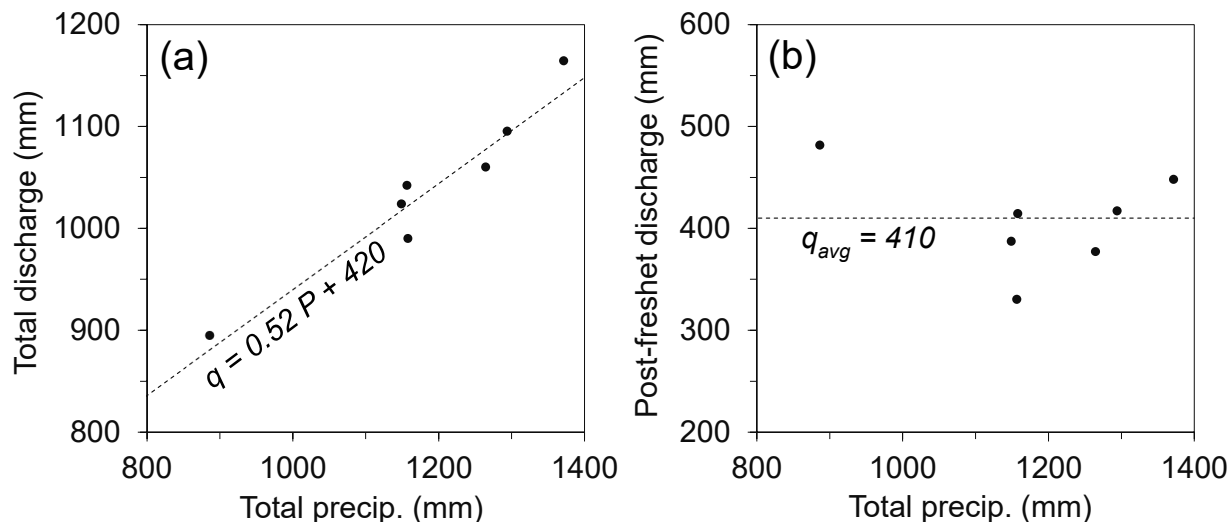 (a)
Total discharge (mm)
1200
1100
1000
900
800
q = 0.52 P + 420
800 1000 1200 1400
Total precip. (mm)
(b)
Post-freshet discharge (mm)
600
500
400
300
200
q_avg = 410
800 1000 1200 1400
Total precip. (mm)